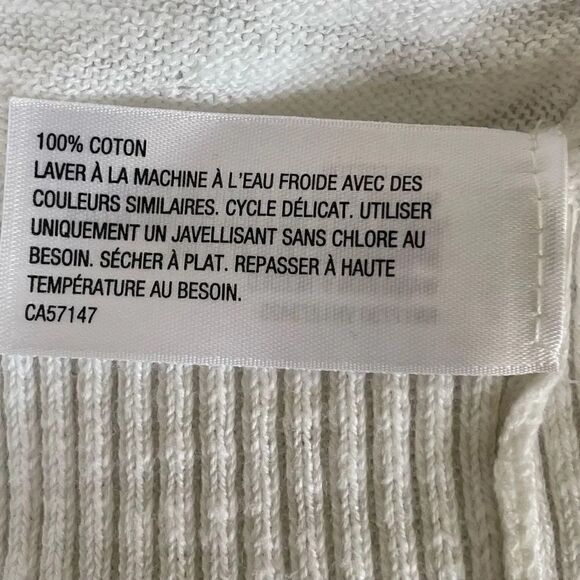 100% COTON
LAVER À LA MACHINE À L'EAU FROIDE AVEC DES
COULEURS SIMILAIRES. CYCLE DÉLICAT. UTILISER
UNIQUEMENT UN JAVELLISANT SANS CHLORE AU
BESOIN. SÉCHER À PLAT. REPASSER À HAUTE
TEMPÉRATURE AU BESOIN.
CA57147